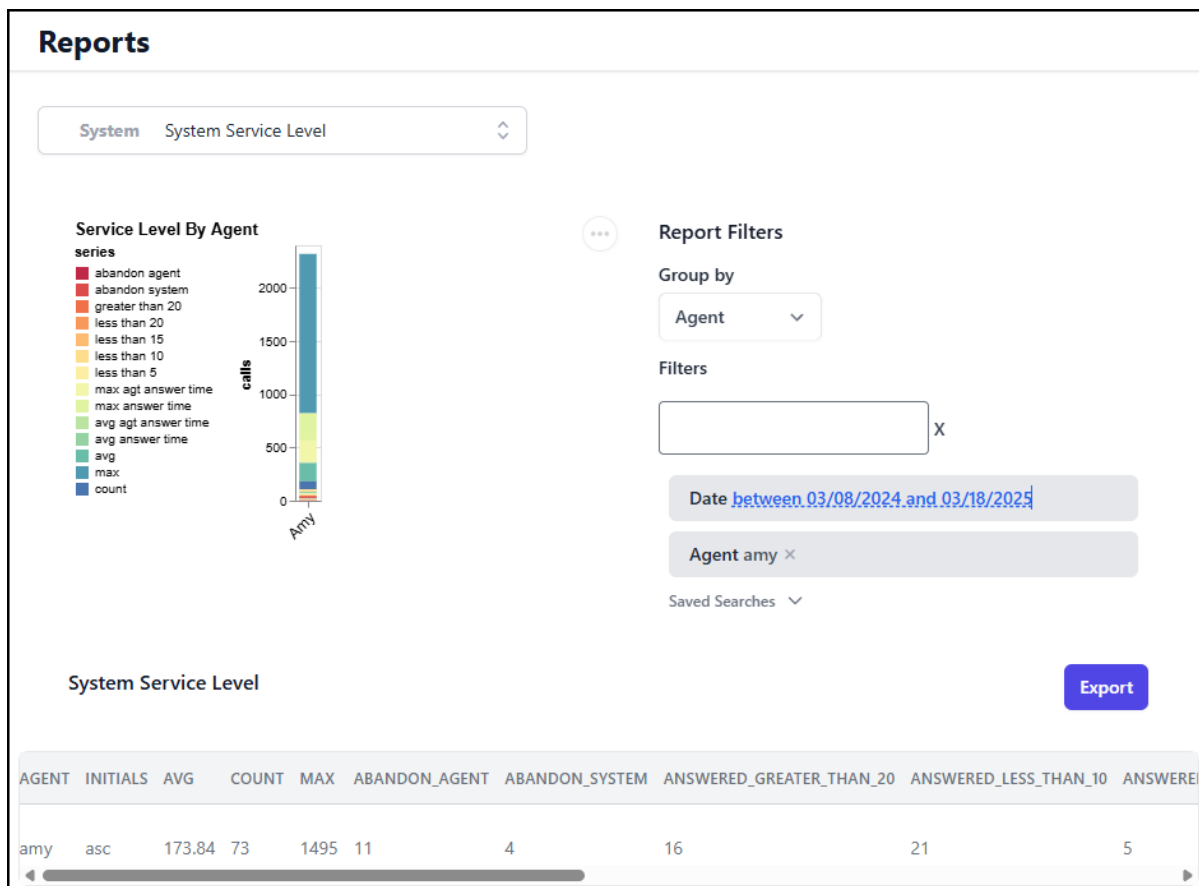 Reports
System System Service Level
Service Level By Agent
series
abandon agent
abandon system
greater than 20
less than 20
less than 15
less than 10
less than 5
max agt answer time
max answer time
avg agt answer time
avg answer time
avg
max
count
calls
2000
1500
1000
500
0
Amy
Report Filters
Group by
Agent
Filters
X
Date between 03/08/2024 and 03/18/2025
Agent amy ×
Saved Searches
System Service Level
Export
AGENT INITIALS AVG COUNT MAX ABANDON_AGENT ABANDON_SYSTEM ANSWERED_GREATER_THAN_20 ANSWERED_LESS_THAN_10 ANSWERE
amy asc 173.84 73 1495 11 4 16 21 5